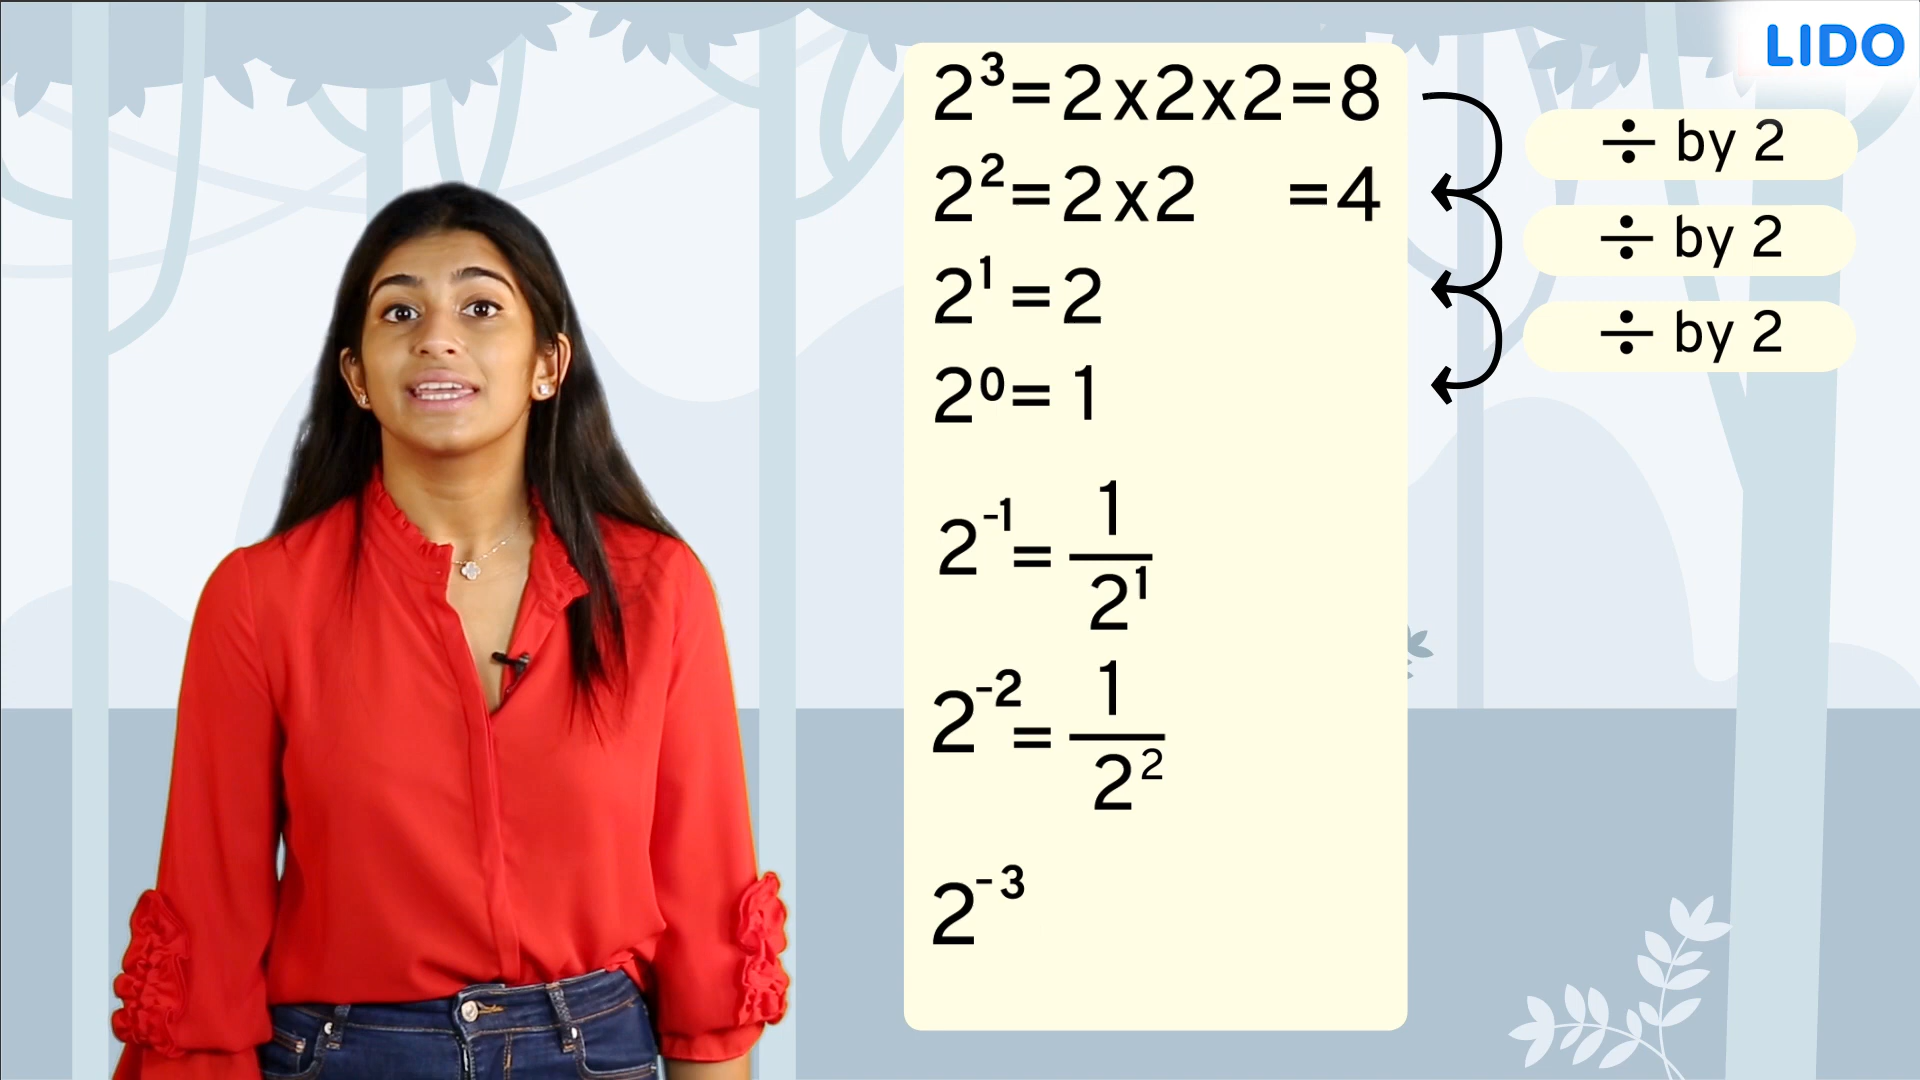 LIDO
2³=2x2x2=8
÷ by 2
2²=2x2 =4
÷ by 2
2¹=2
÷ by 2
2⁰=1
2⁻¹=1/2¹
2⁻²=1/2²
2⁻³